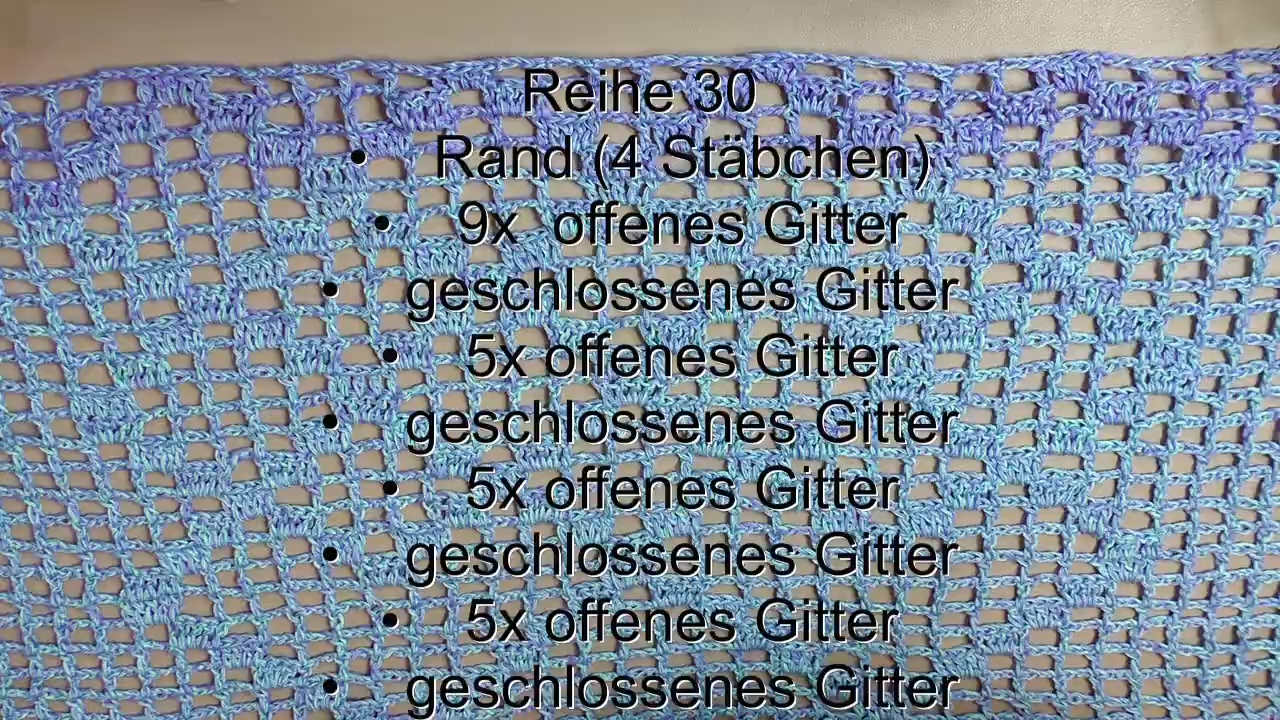 Reihe 30
• Rand (4 Stäbchen)
• 9x offenes Gitter
• geschlossenes Gitter
• 5x offenes Gitter
• geschlossenes Gitter
• 5x offenes Gitter
• geschlossenes Gitter
• 5x offenes Gitter
• geschlossenes Gitter